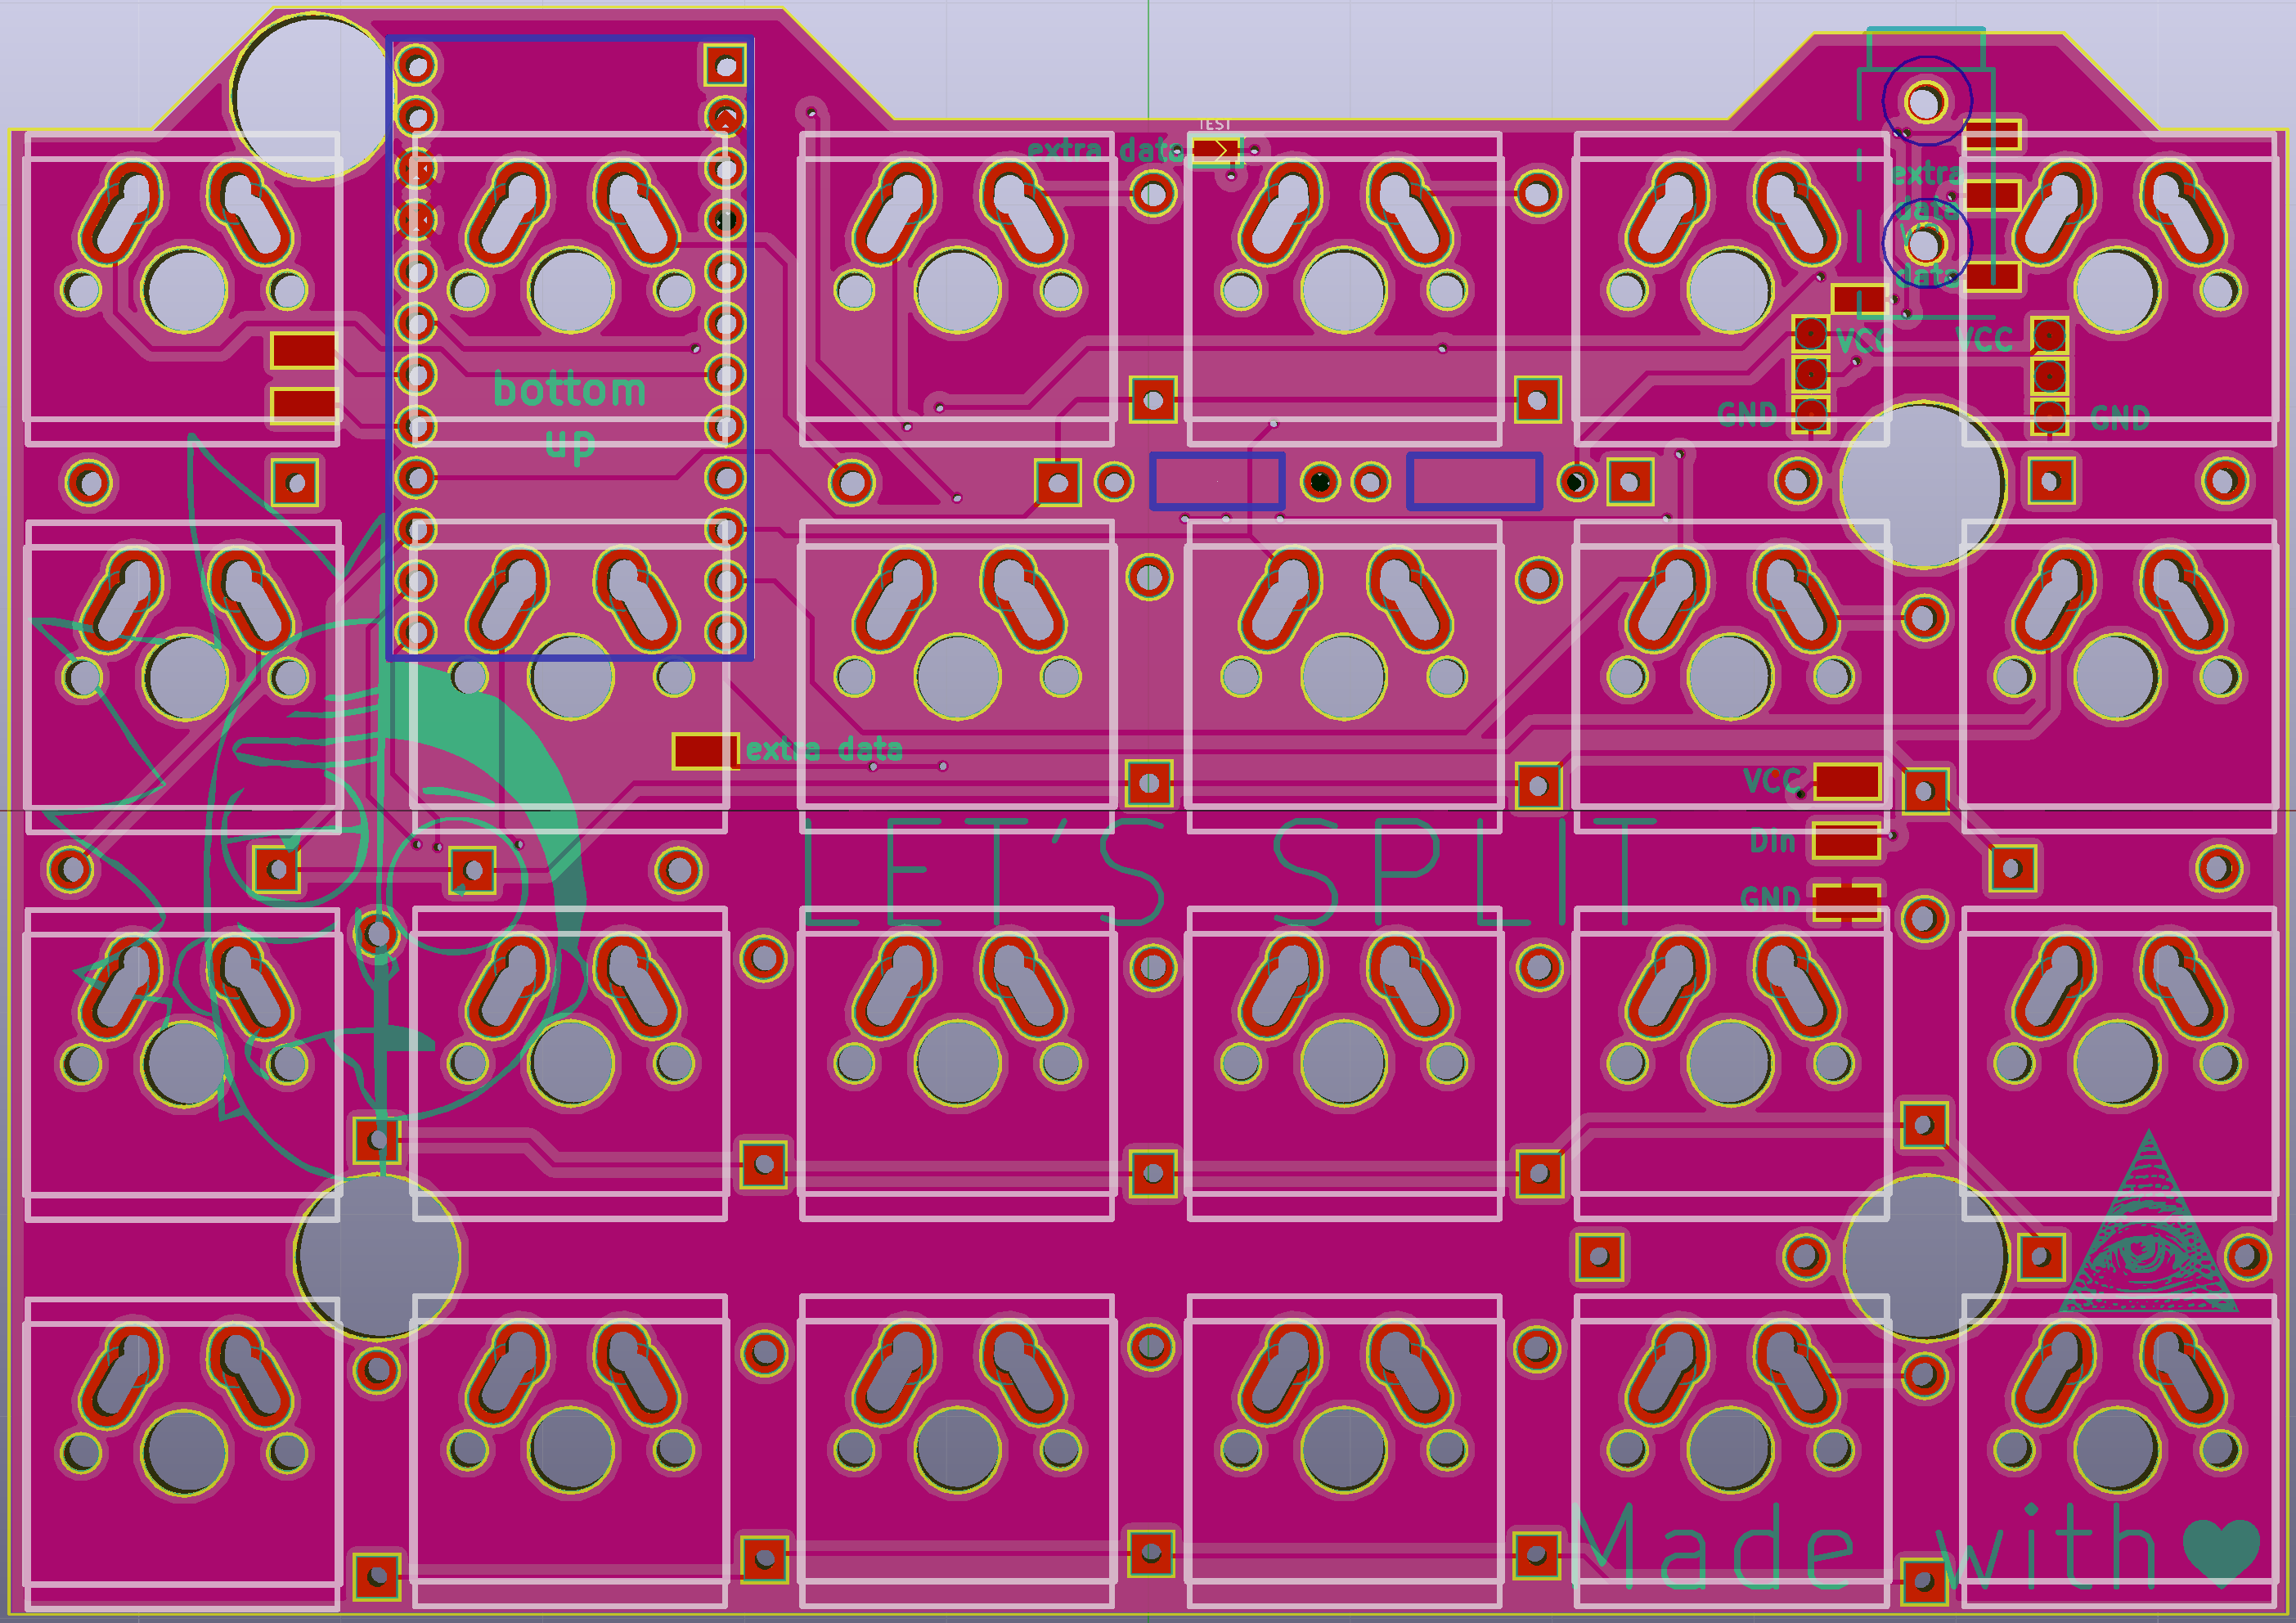 TEST
extra data
extra
data
data
VCC VCC
bottom
up
GND GND
extra data
VCC
LET'S SPLIT
DIn
GND
Made with ♥